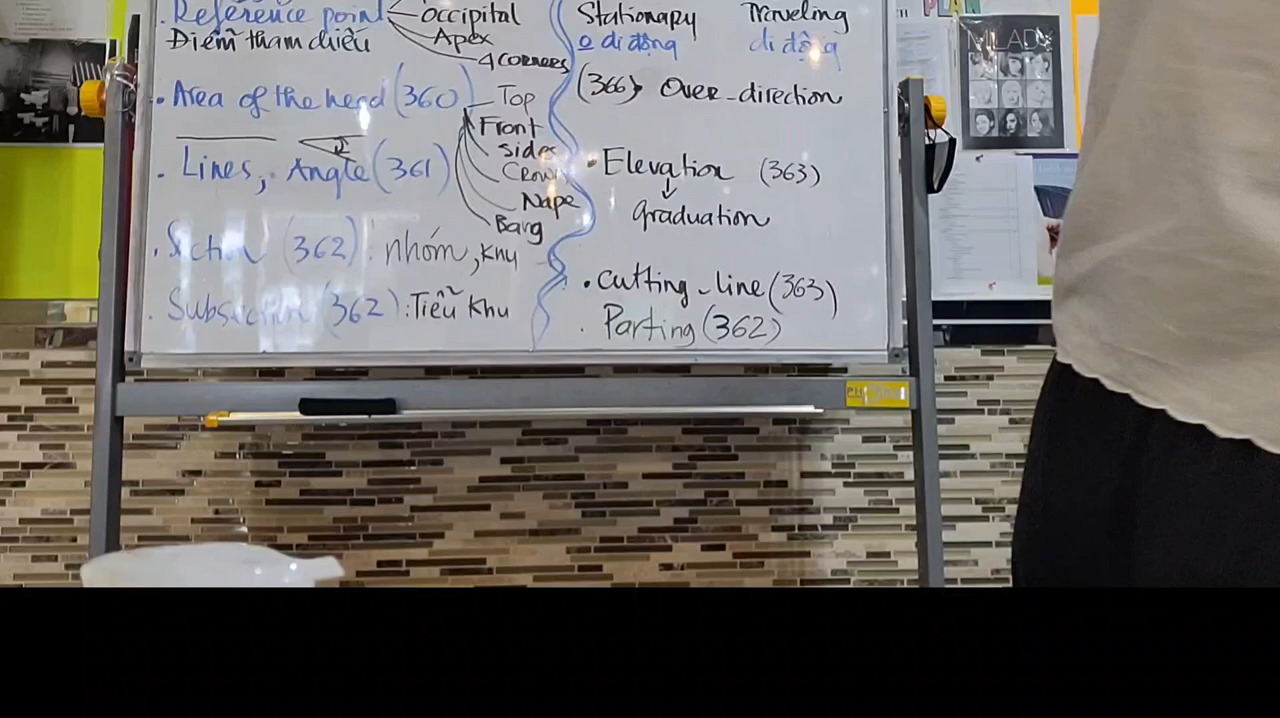 . Reference point
Điểm tham chiếu
occipital
Apex
4 corners
. Area of the head (360)
Top
Front
sides
Crown
Nape
Bang
. Lines, Angle (361)
. Section (362): nhóm, khu
. Subsection (362): Tiểu khu
Stationary Traveling
o di động di động
(366) Over-direction
. Elevation (363)
graduation
. cutting-line (363)
. Parting (362)
PLAN
MILADY